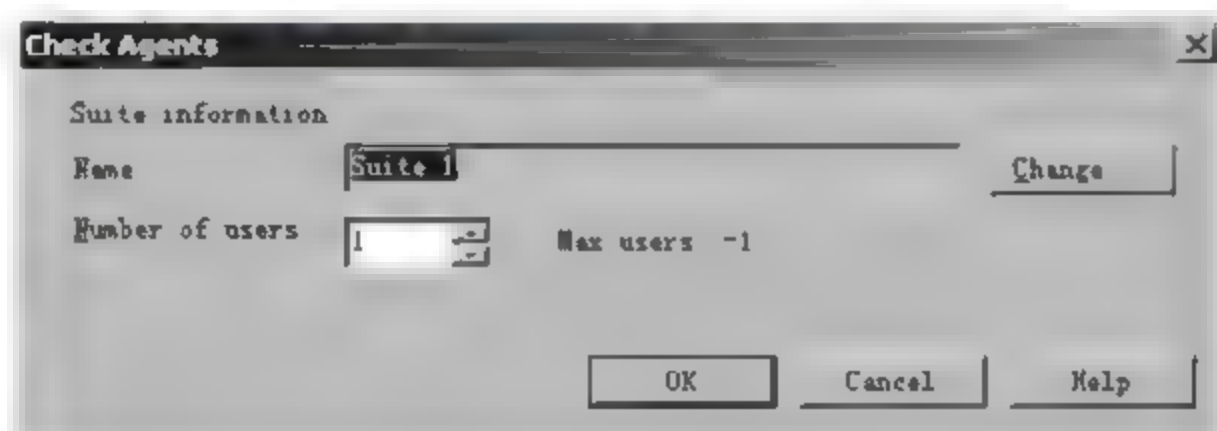 Check Agents
Suite information
Name
Suite 1
Change
Number of users
1
Max users -1
OK
Cancel
Help